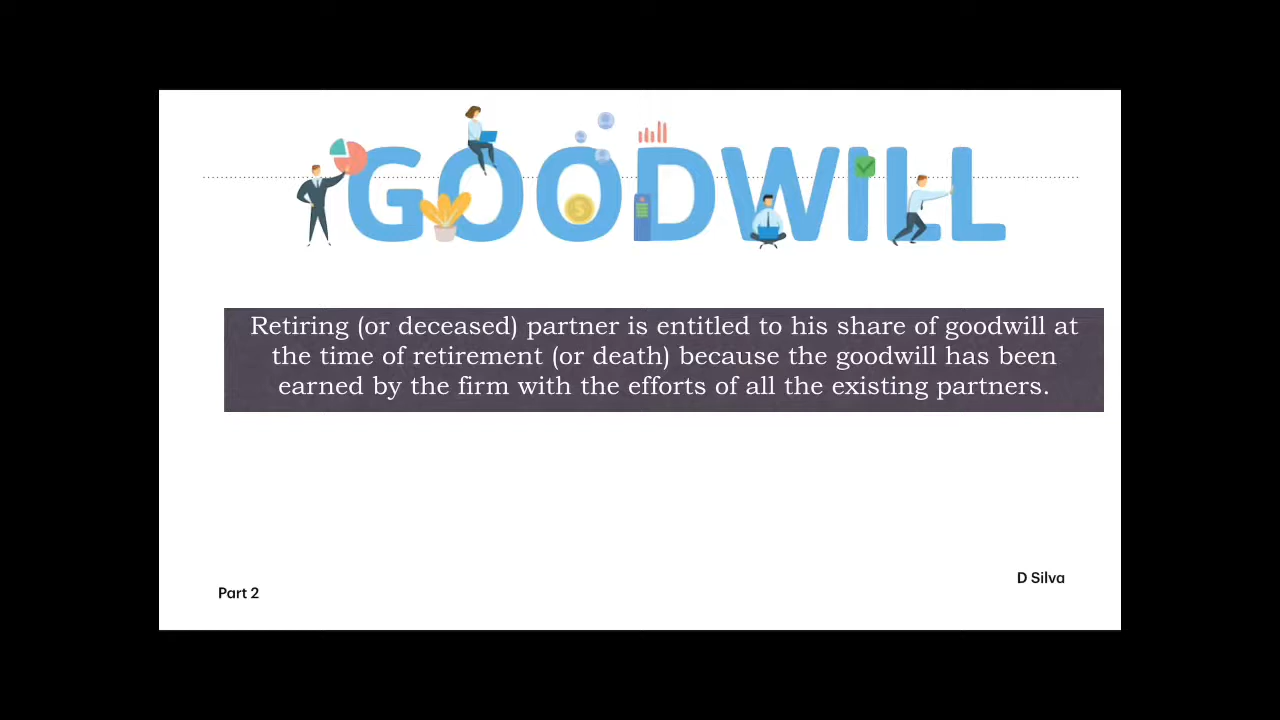 GOODWILL
Retiring (or deceased) partner is entitled to his share of goodwill at
the time of retirement (or death) because the goodwill has been
earned by the firm with the efforts of all the existing partners.
D Silva
Part 2